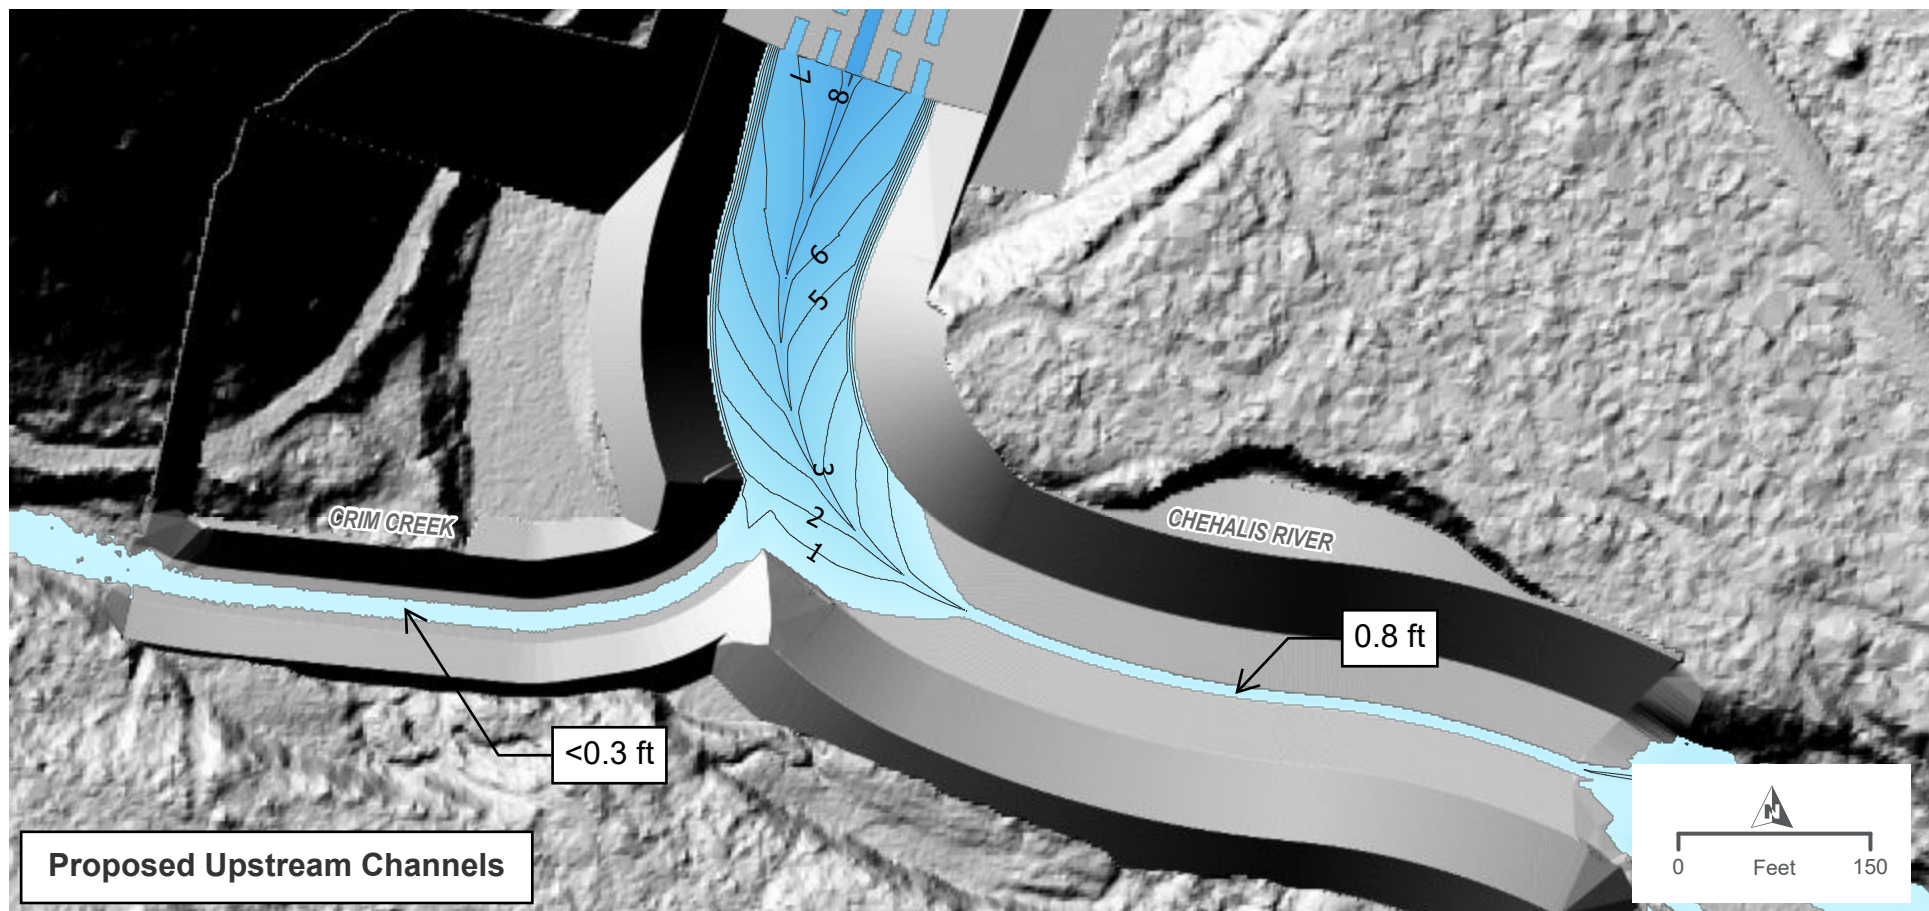 7
8
6
5
3
2
1
CRIM CREEK
CHEHALIS RIVER
0.8 ft
<0.3 ft
Proposed Upstream Channels
N
0 Feet 150